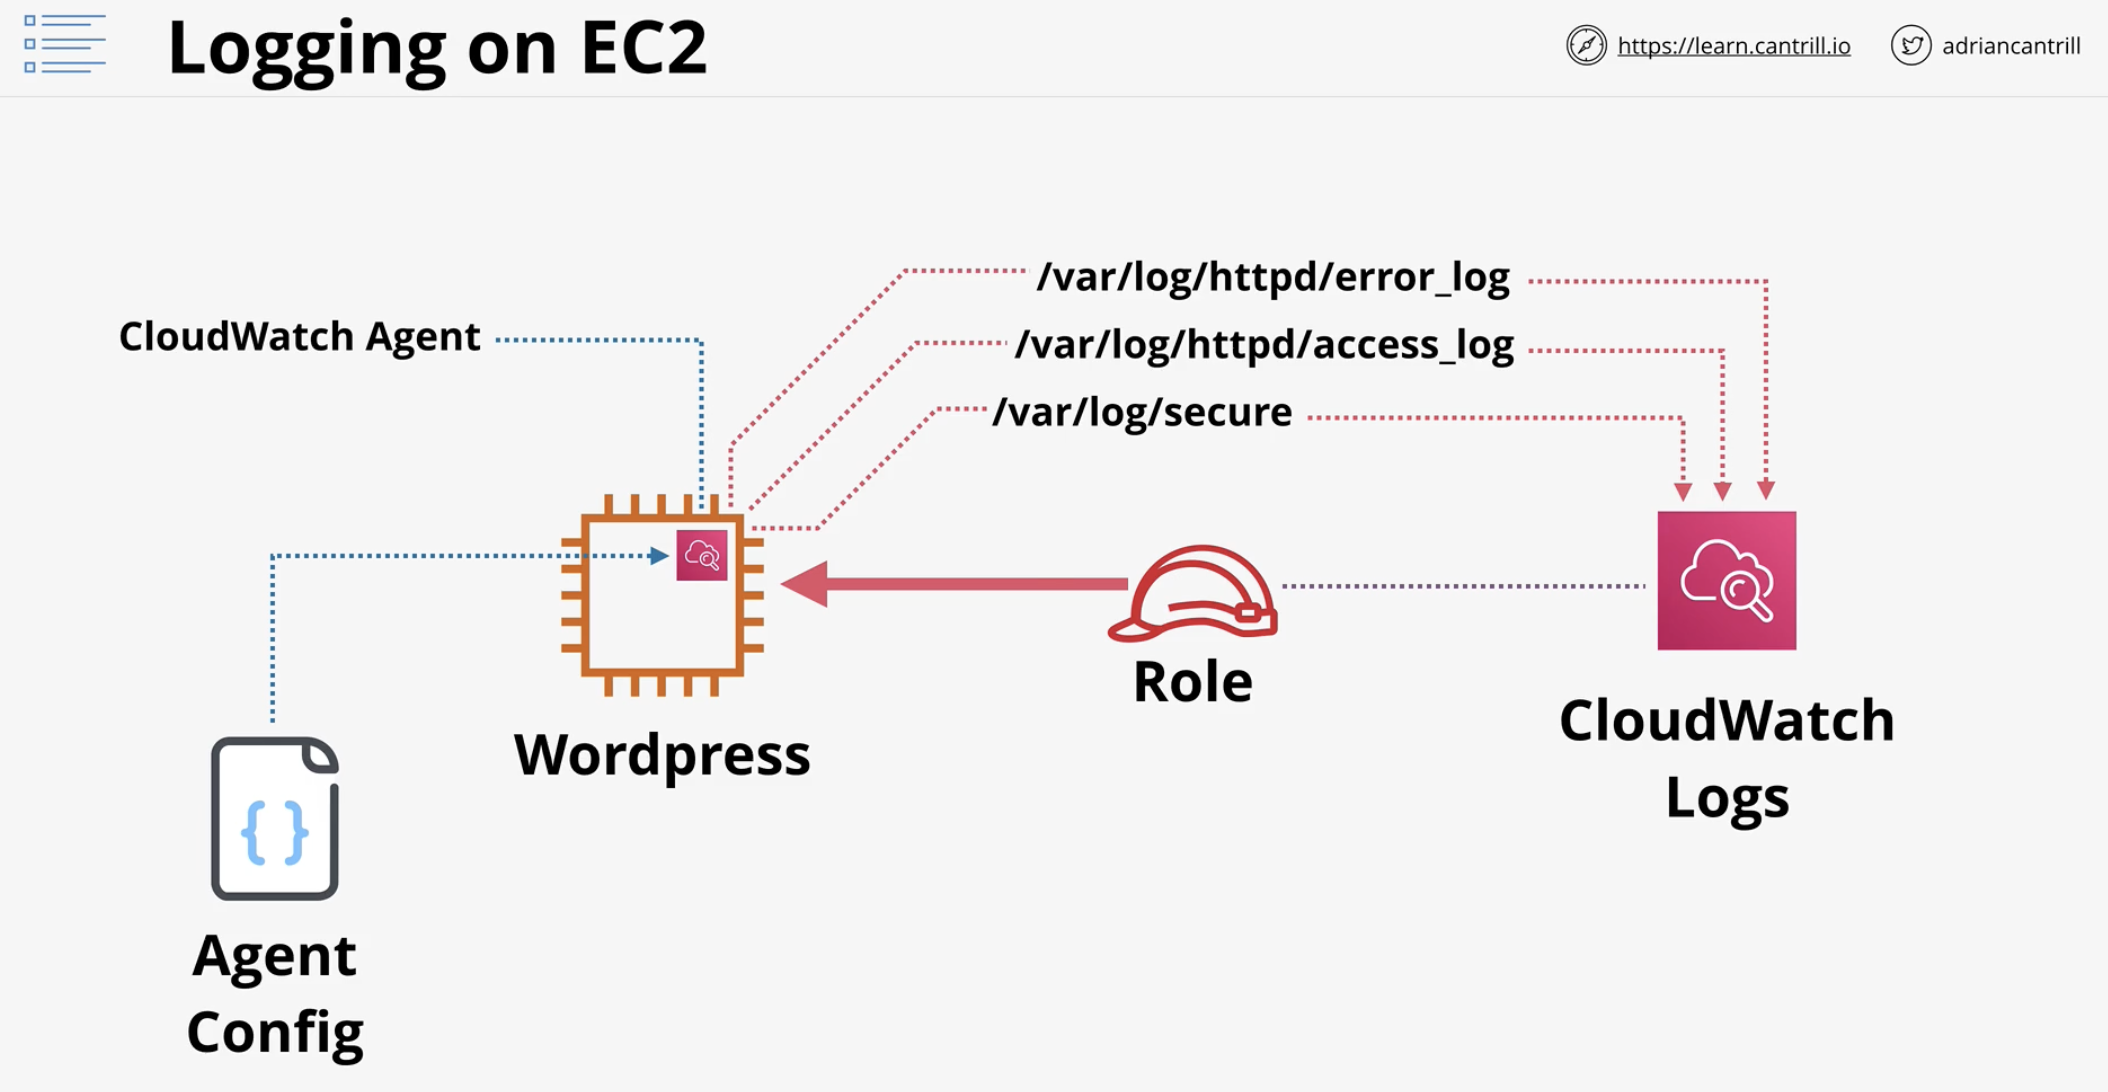 Logging on EC2
https://learn.cantrill.io
adriancantrill
/var/log/httpd/error_log
CloudWatch Agent
/var/log/httpd/access_log
/var/log/secure
{ }
Wordpress
Role
CloudWatch
Logs
Agent
Config